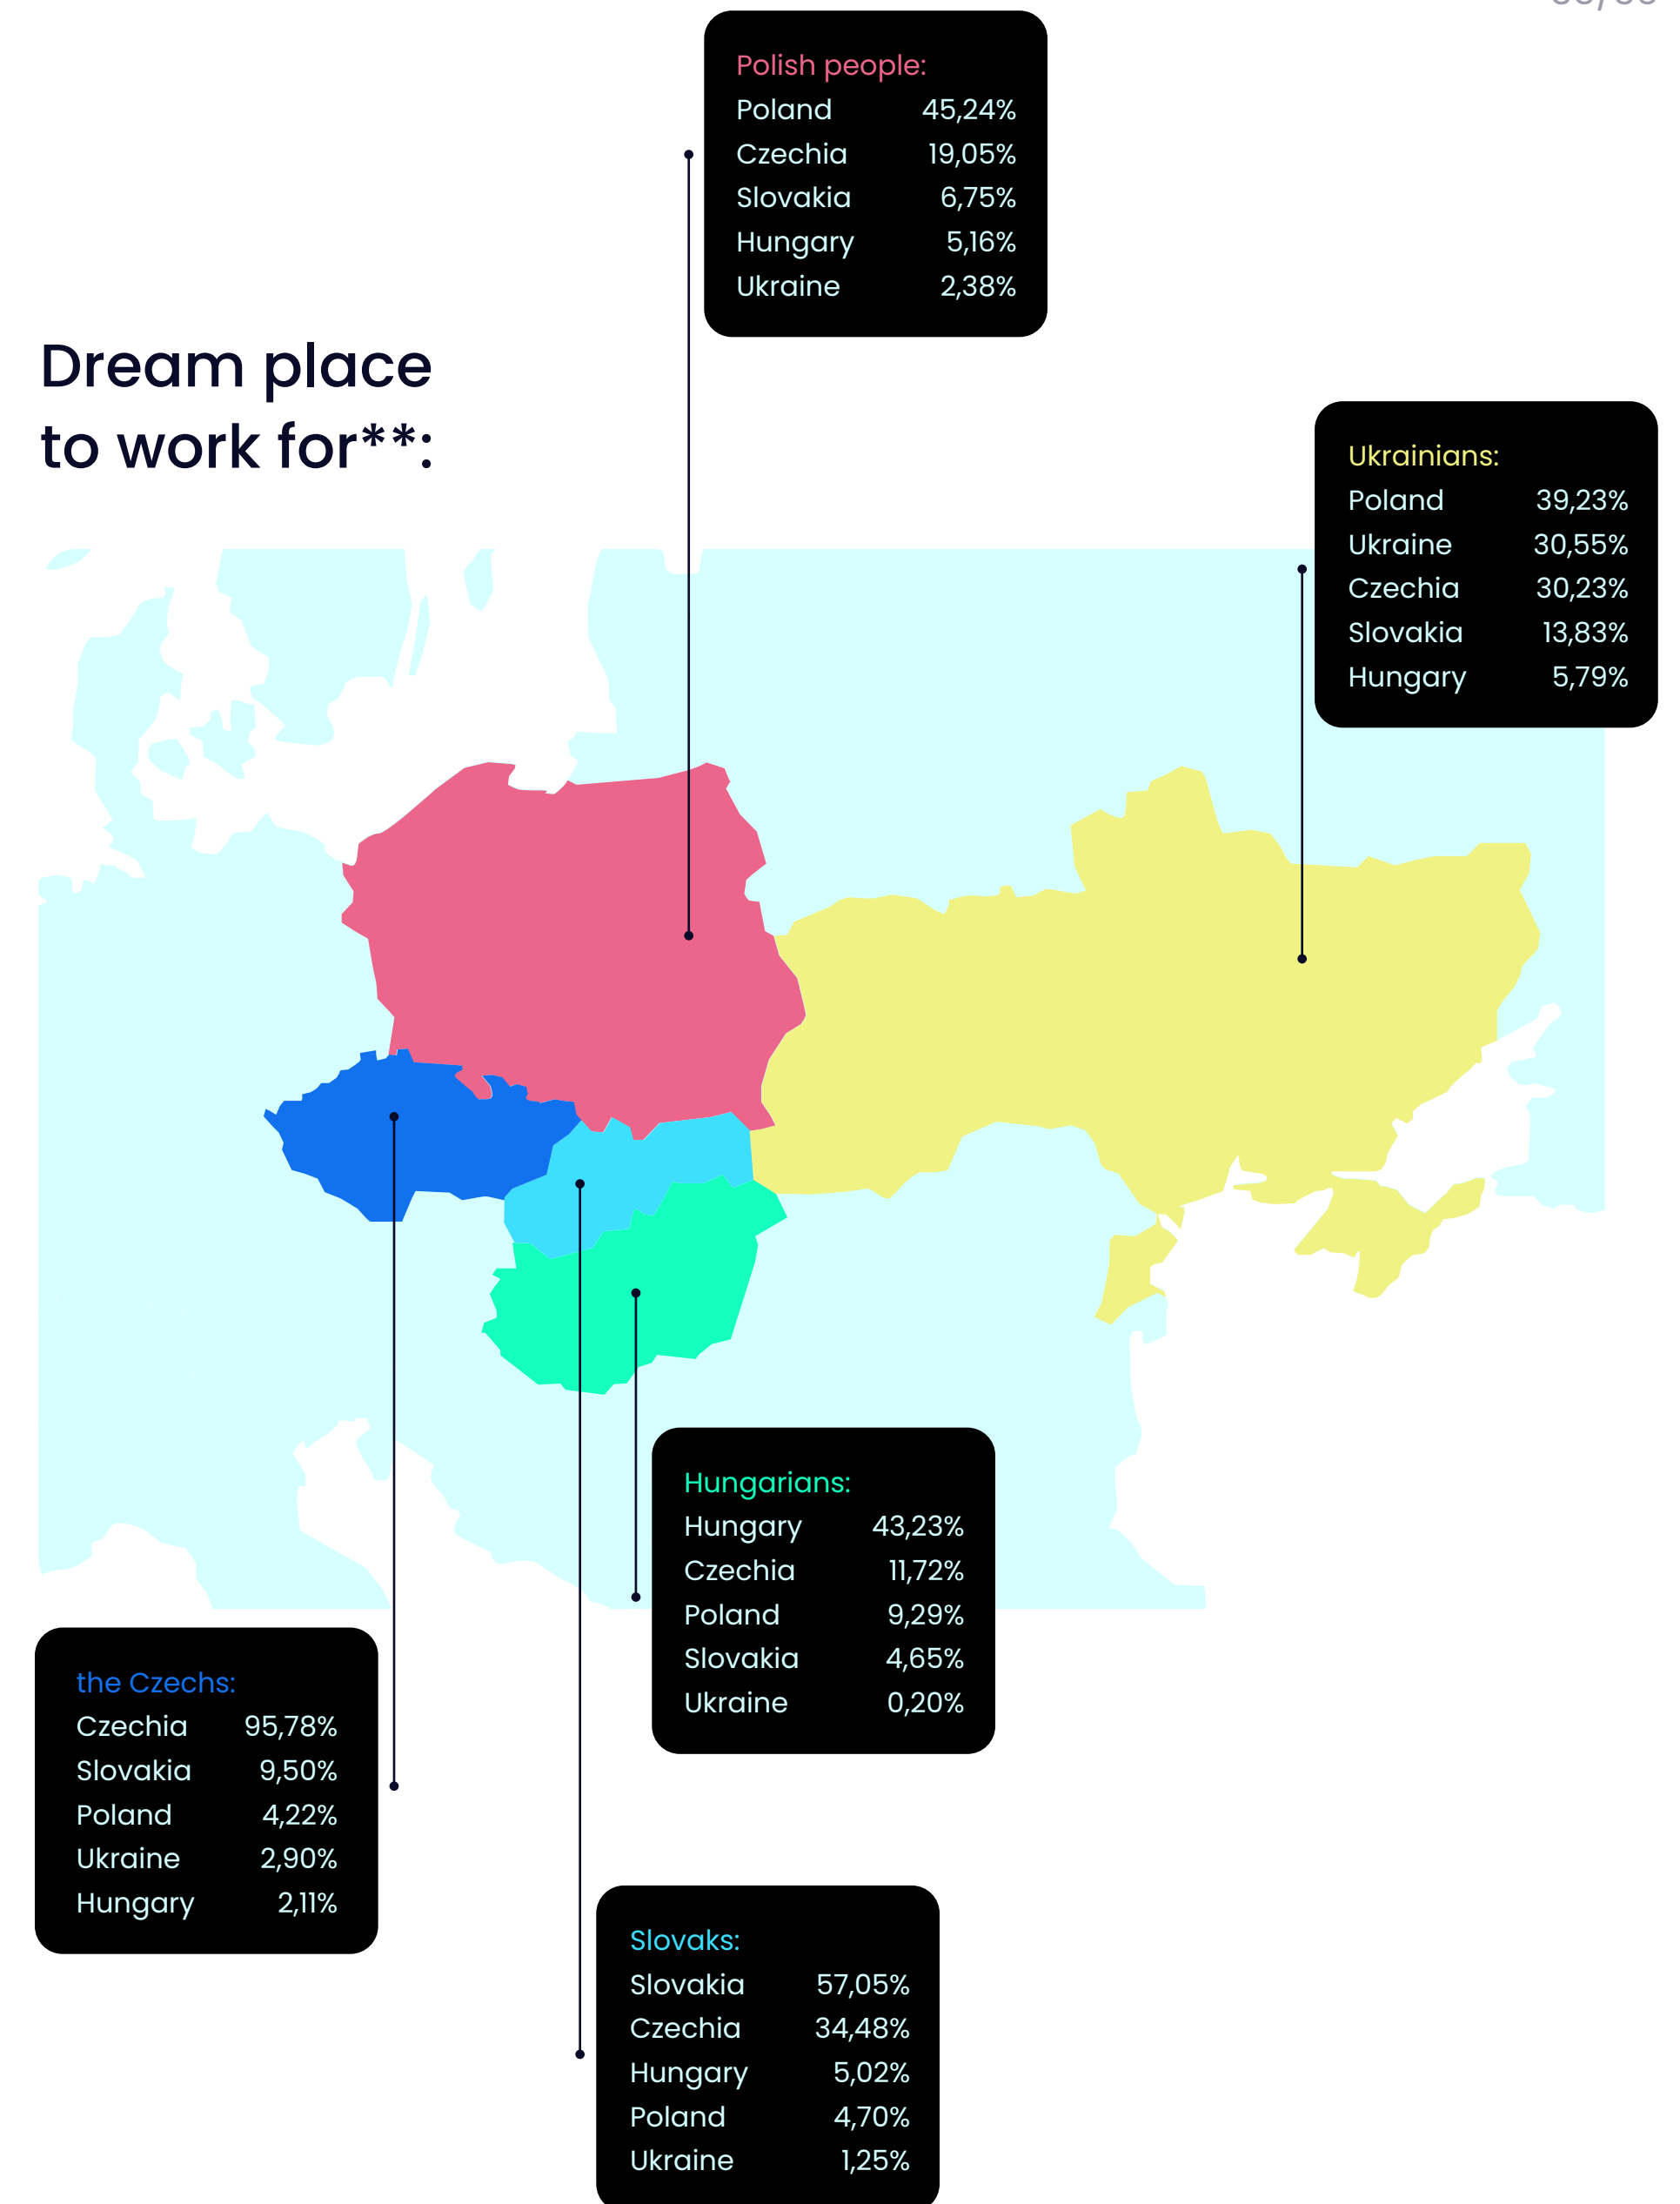 Polish people:
Poland 45,24%
Czechia 19,05%
Slovakia 6,75%
Hungary 5,16%
Ukraine 2,38%
Dream place
to work for**:
Ukrainians:
Poland 39,23%
Ukraine 30,55%
Czechia 30,23%
Slovakia 13,83%
Hungary 5,79%
Hungarians:
Hungary 43,23%
Czechia 11,72%
Poland 9,29%
Slovakia 4,65%
Ukraine 0,20%
the Czechs:
Czechia 95,78%
Slovakia 9,50%
Poland 4,22%
Ukraine 2,90%
Hungary 2,11%
Slovaks:
Slovakia 57,05%
Czechia 34,48%
Hungary 5,02%
Poland 4,70%
Ukraine 1,25%